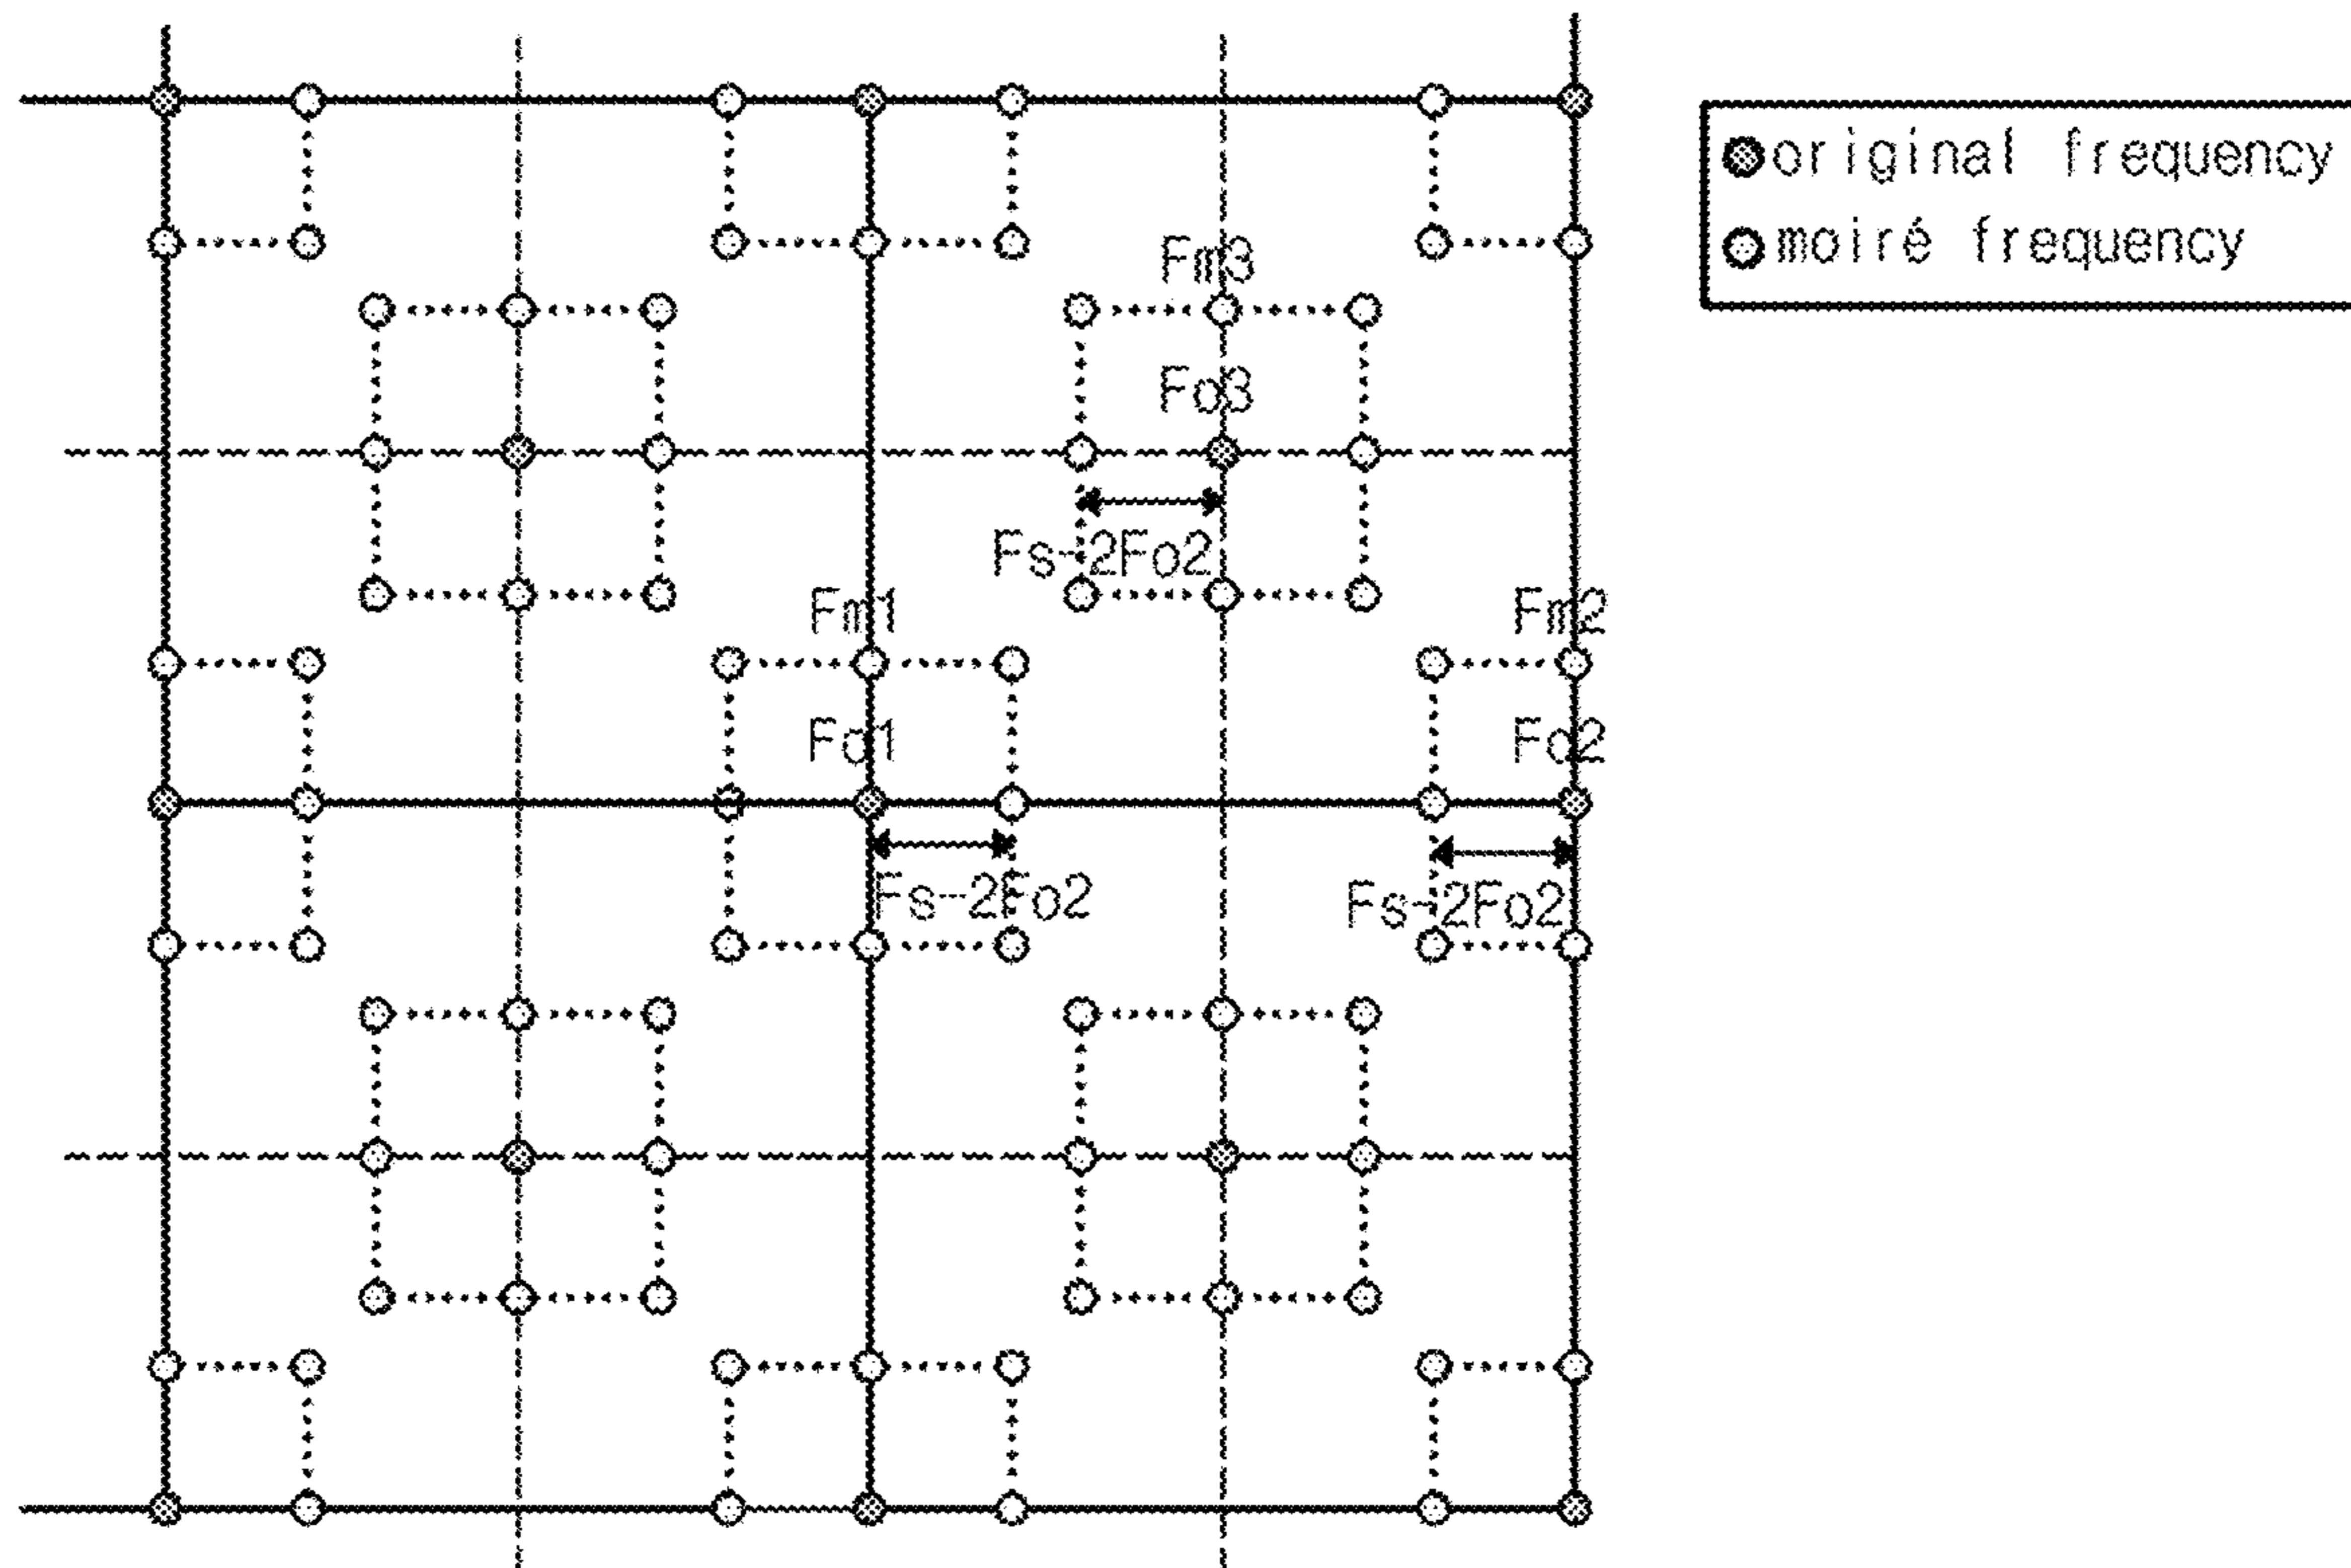 original frequency
moiré frequency
Fm3
Fo3
Fs-2Fo2
Fm1
Fm2
Fo1
Fo2
Fs-2Fo2
Fs-2Fo2